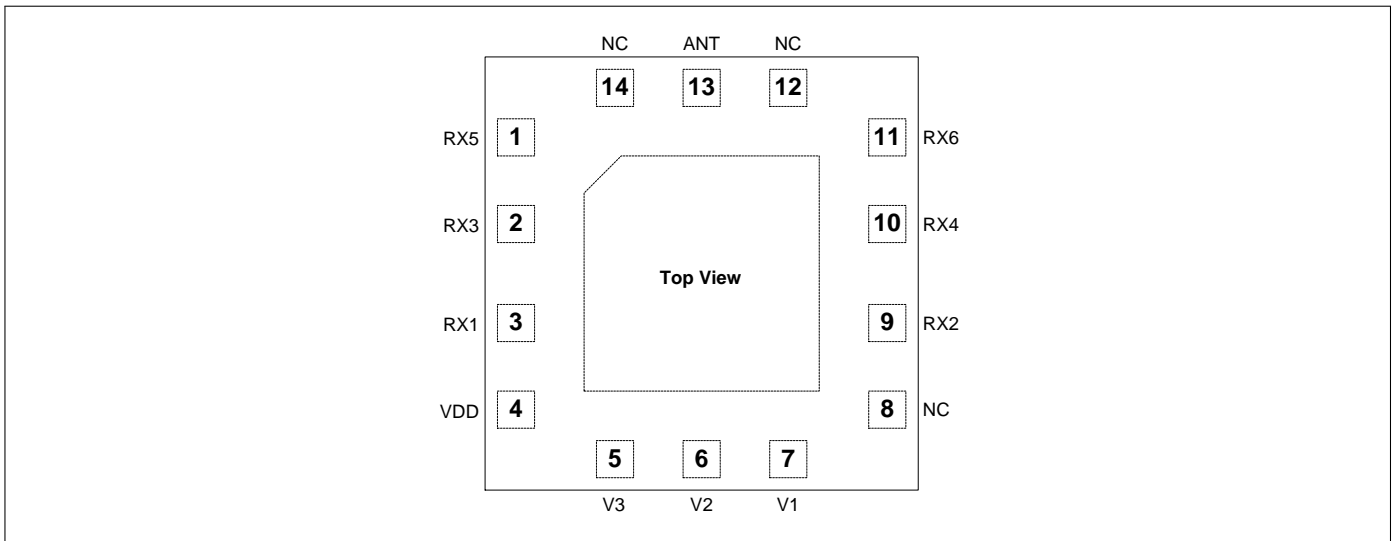 NC ANT NC
14 13 12
RX5 1 11 RX6
RX3 2 10 RX4
Top View
RX1 3 9 RX2
VDD 4 8 NC
5 6 7
V3 V2 V1